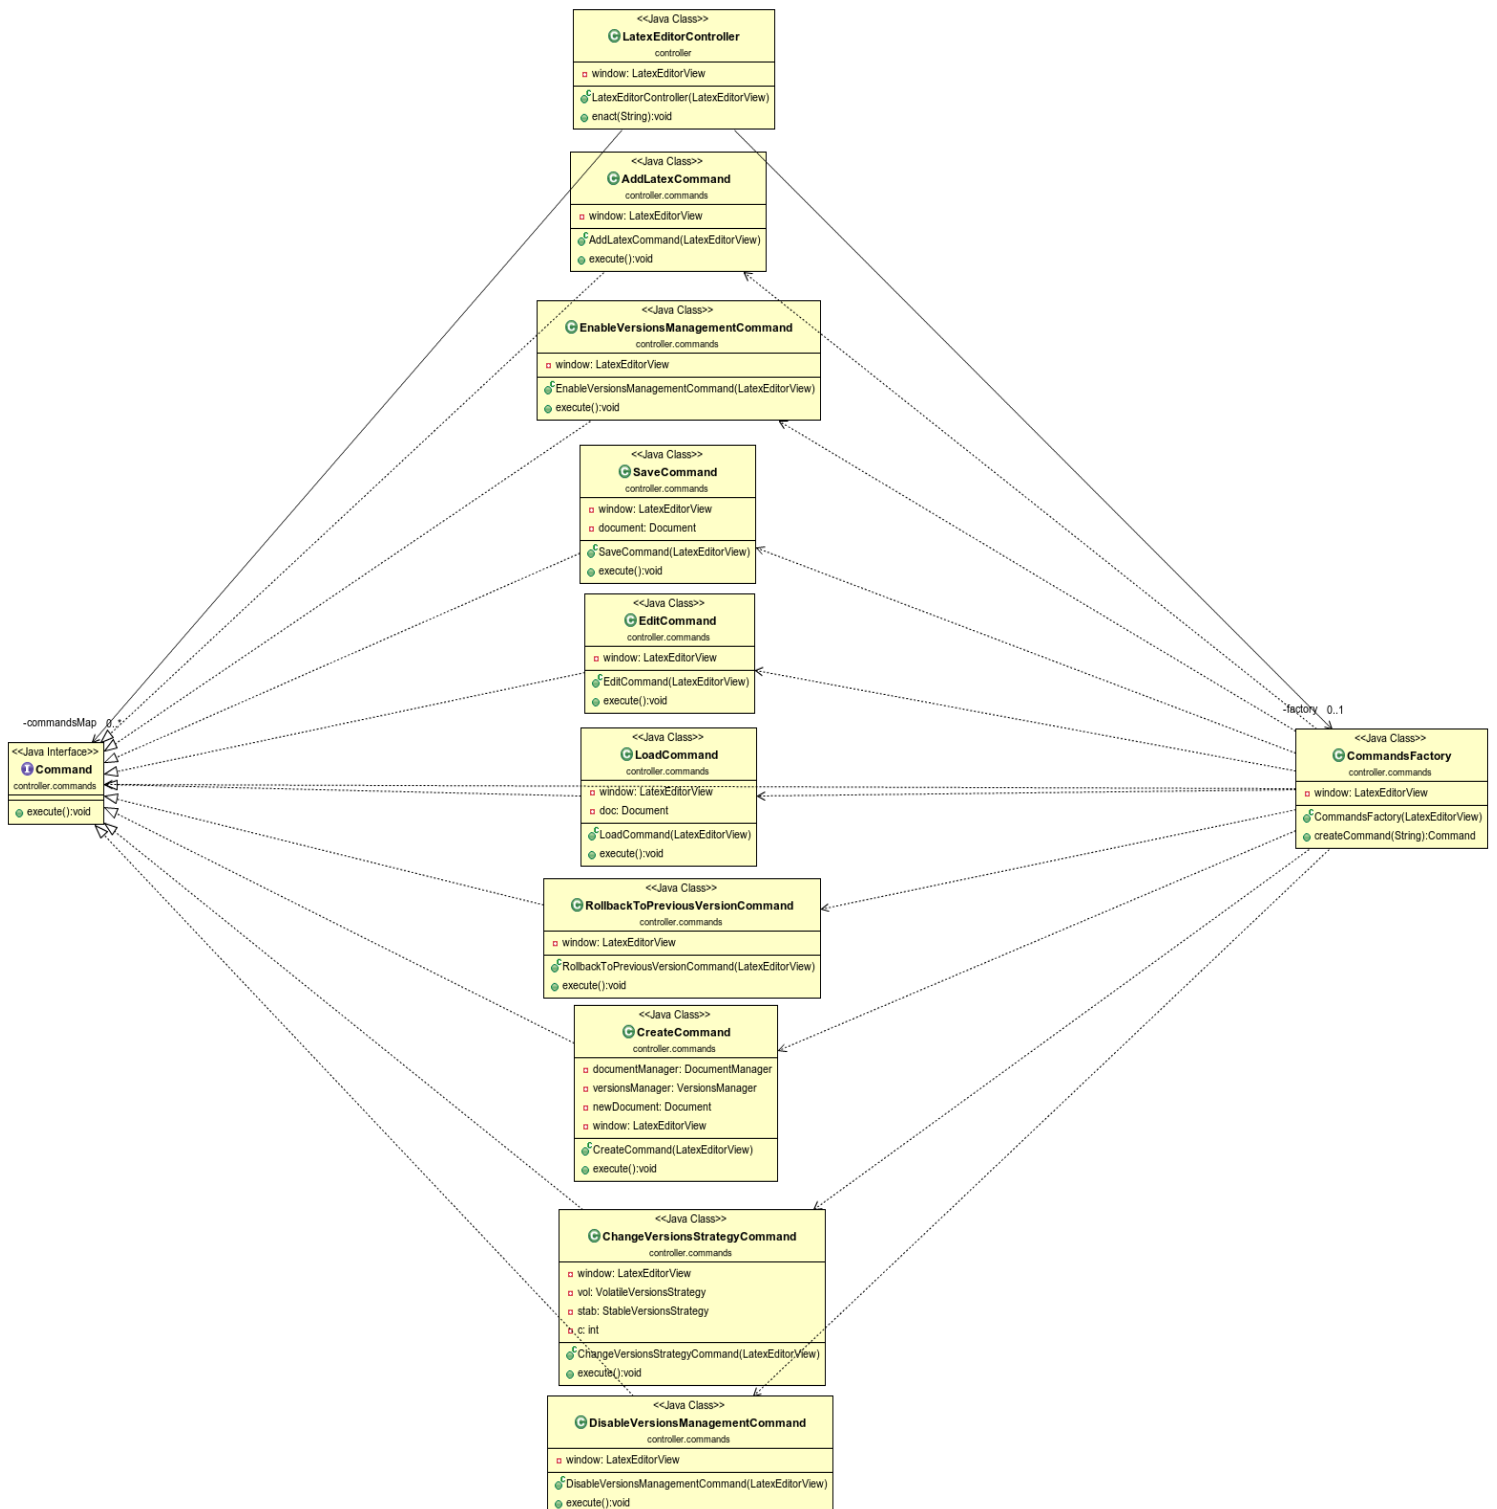 <<Java Class>>
LatexEditorController
controller
window: LatexEditorView
LatexEditorController(LatexEditorView)
enact(String):void
<<Java Class>>
AddLatexCommand
controller.commands
window: LatexEditorView
AddLatexCommand(LatexEditorView)
execute():void
<<Java Class>>
EnableVersionsManagementCommand
controller.commands
window: LatexEditorView
EnableVersionsManagementCommand(LatexEditorView)
execute():void
<<Java Class>>
SaveCommand
controller.commands
window: LatexEditorView
document: Document
SaveCommand(LatexEditorView)
execute():void
<<Java Class>>
EditCommand
controller.commands
window: LatexEditorView
EditCommand(LatexEditorView)
execute():void
-commandsMap 0..*
<<Java Interface>>
Command
controller.commands
execute():void
<<Java Class>>
LoadCommand
controller.commands
window: LatexEditorView
doc: Document
LoadCommand(LatexEditorView)
execute():void
-factory 0..1
<<Java Class>>
CommandsFactory
controller.commands
window: LatexEditorView
CommandsFactory(LatexEditorView)
createCommand(String):Command
<<Java Class>>
RollbackToPreviousVersionCommand
controller.commands
window: LatexEditorView
RollbackToPreviousVersionCommand(LatexEditorView)
execute():void
<<Java Class>>
CreateCommand
controller.commands
documentManager: DocumentManager
versionsManager: VersionsManager
newDocument: Document
window: LatexEditorView
CreateCommand(LatexEditorView)
execute():void
<<Java Class>>
ChangeVersionsStrategyCommand
controller.commands
window: LatexEditorView
vol: VolatileVersionsStrategy
stab: StableVersionsStrategy
c: int
ChangeVersionsStrategyCommand(LatexEditorView)
execute():void
<<Java Class>>
DisableVersionsManagementCommand
controller.commands
window: LatexEditorView
DisableVersionsManagementCommand(LatexEditorView)
execute():void